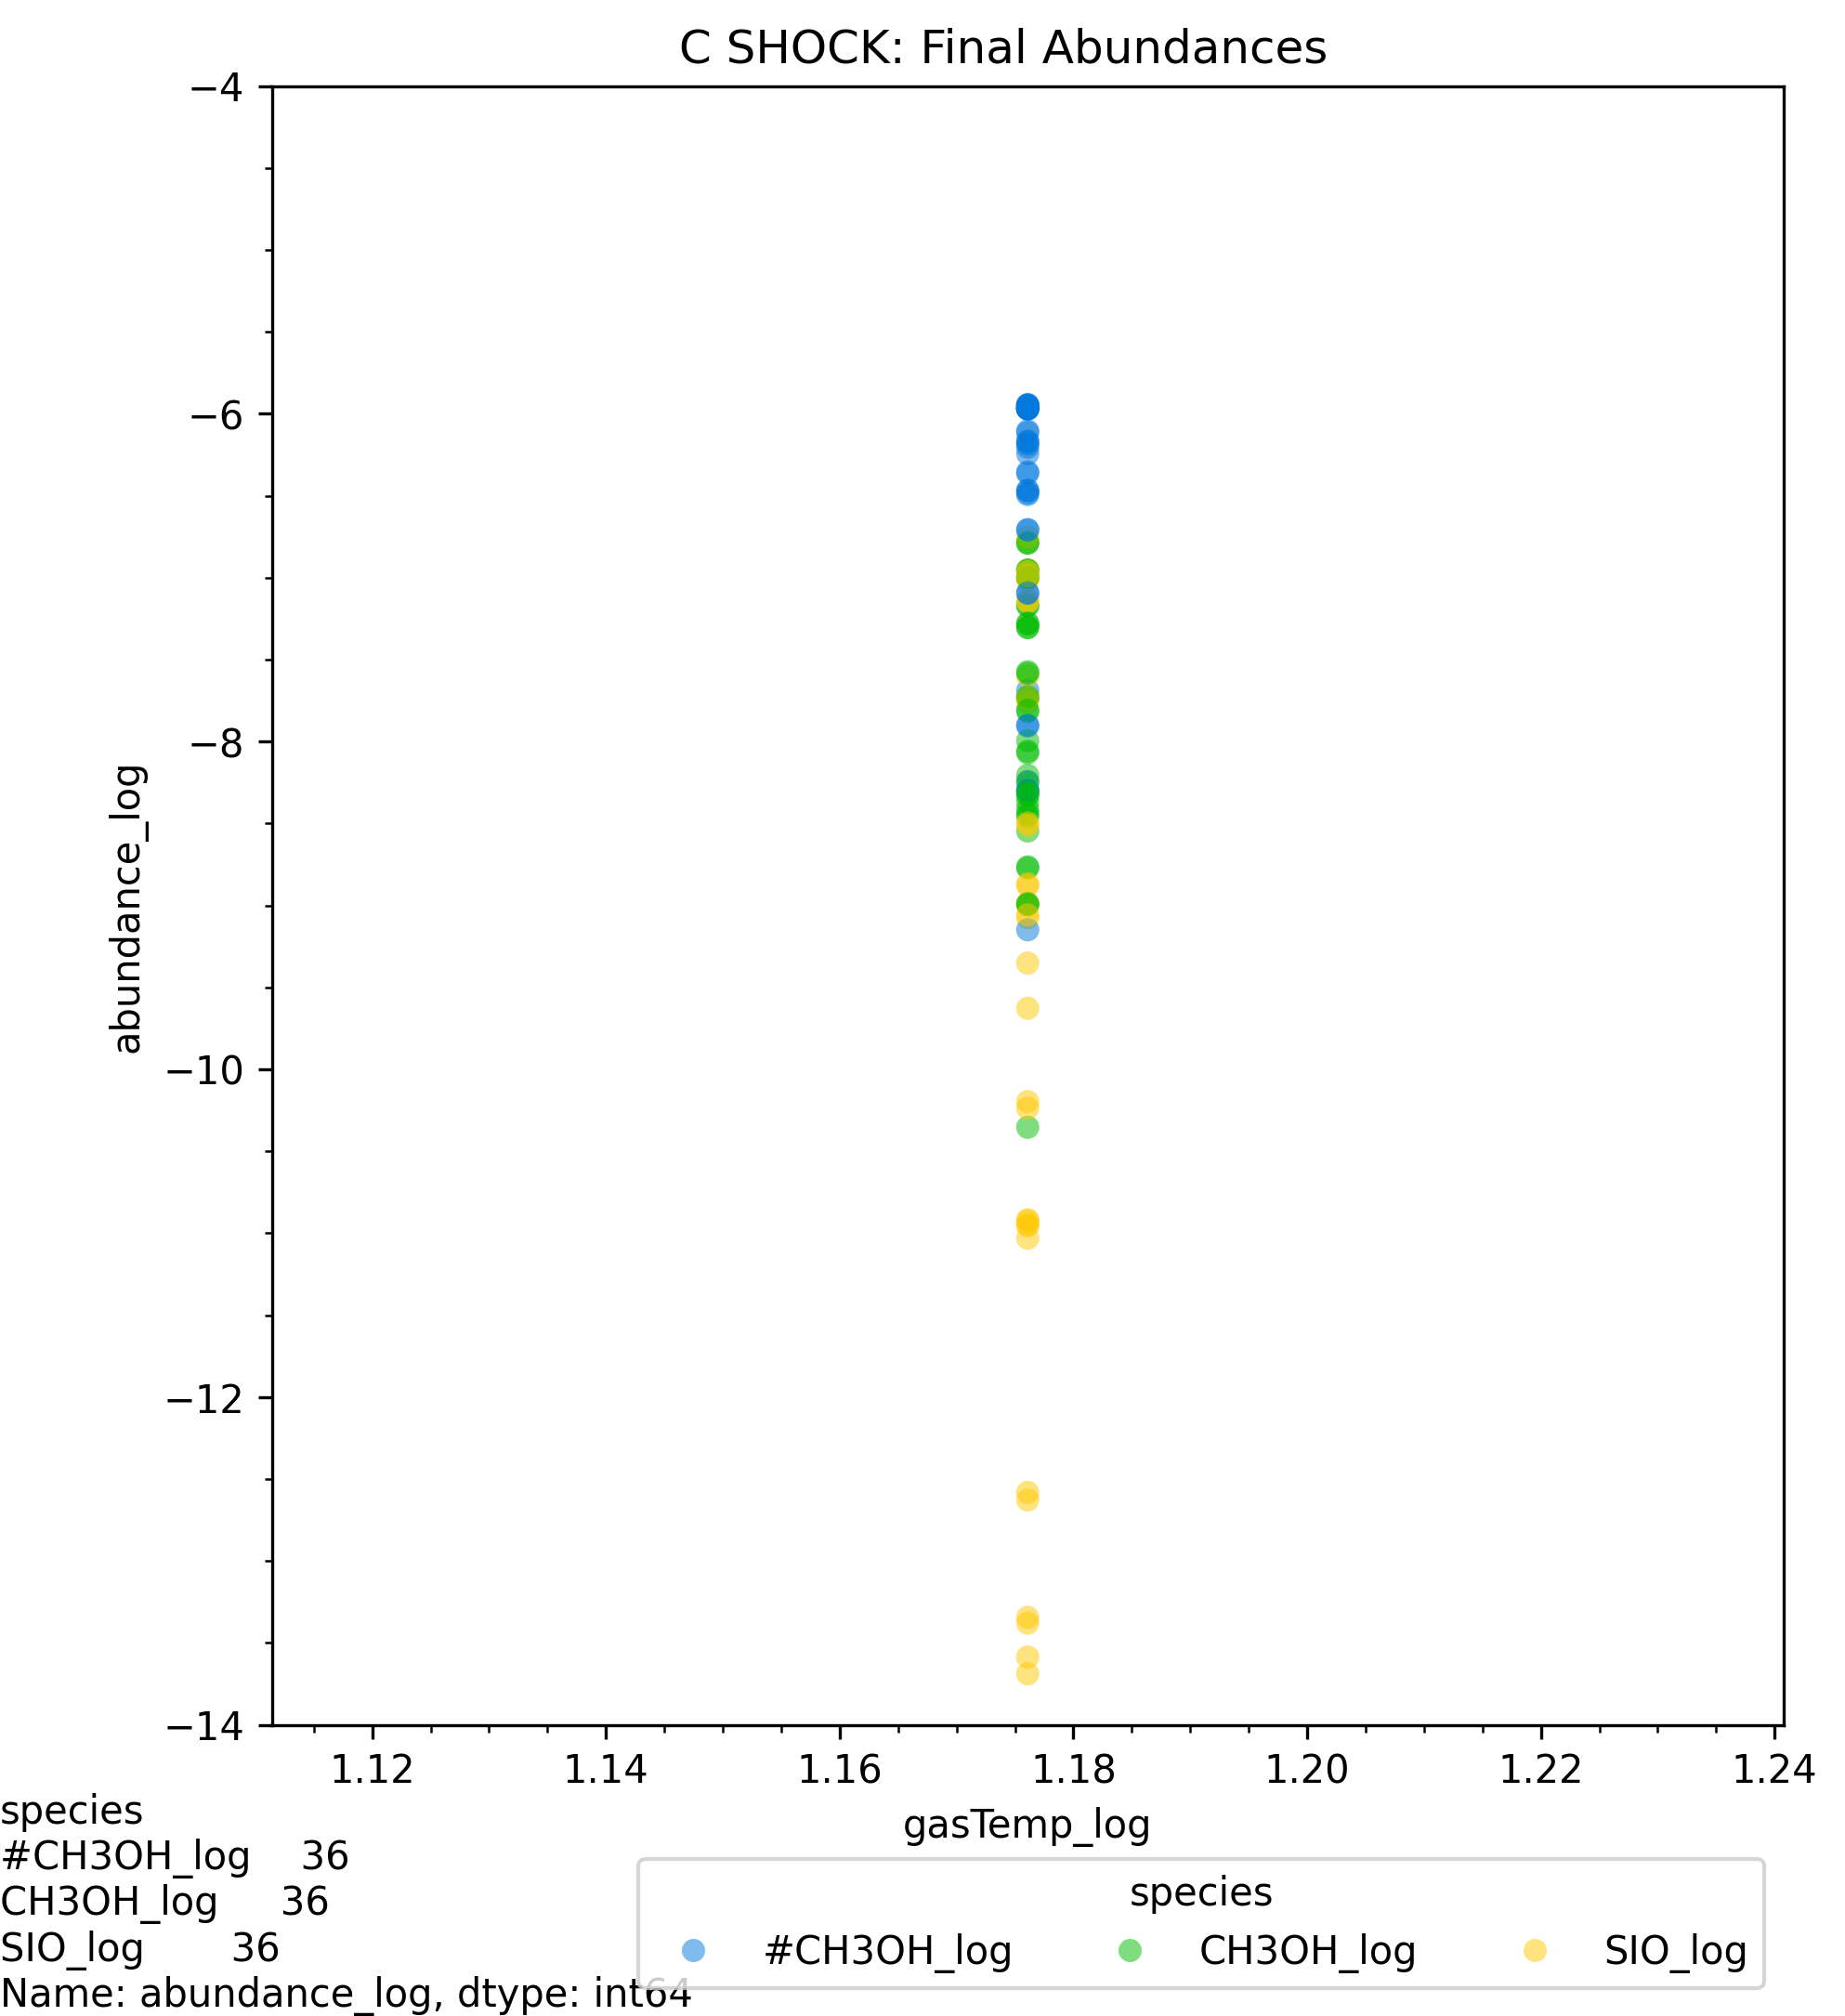 C SHOCK: Final Abundances
−4
−6
−8
−10
−12
−14
abundance_log
1.12 1.14 1.16 1.18 1.20 1.22 1.24
gasTemp_log
species
#CH3OH_log 36
CH3OH_log 36
SIO_log 36
Name: abundance_log, dtype: int64
species
#CH3OH_log CH3OH_log SIO_log